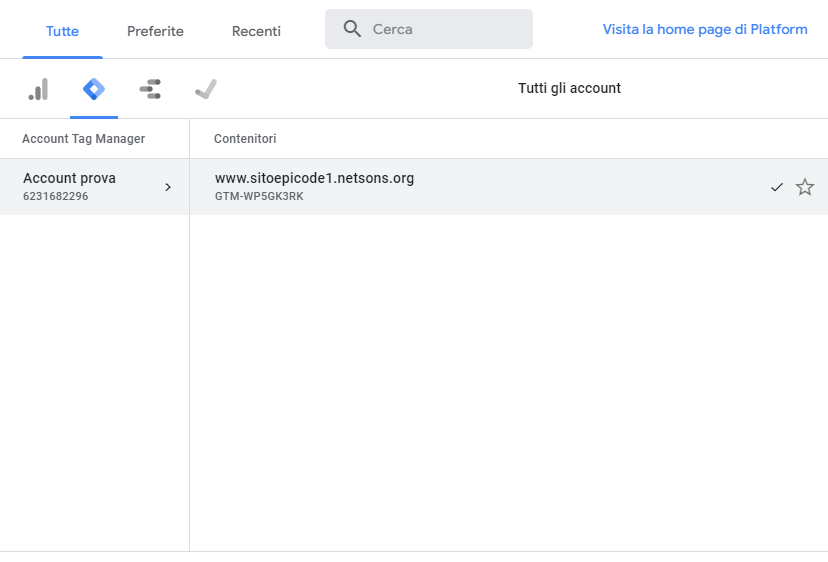 Tutte
Preferite
Recenti
Cerca
Visita la home page di Platform
Tutti gli account
Account Tag Manager
Contenitori
Account prova
6231682296
www.sitoepicode1.netsons.org
GTM-WP5GK3RK